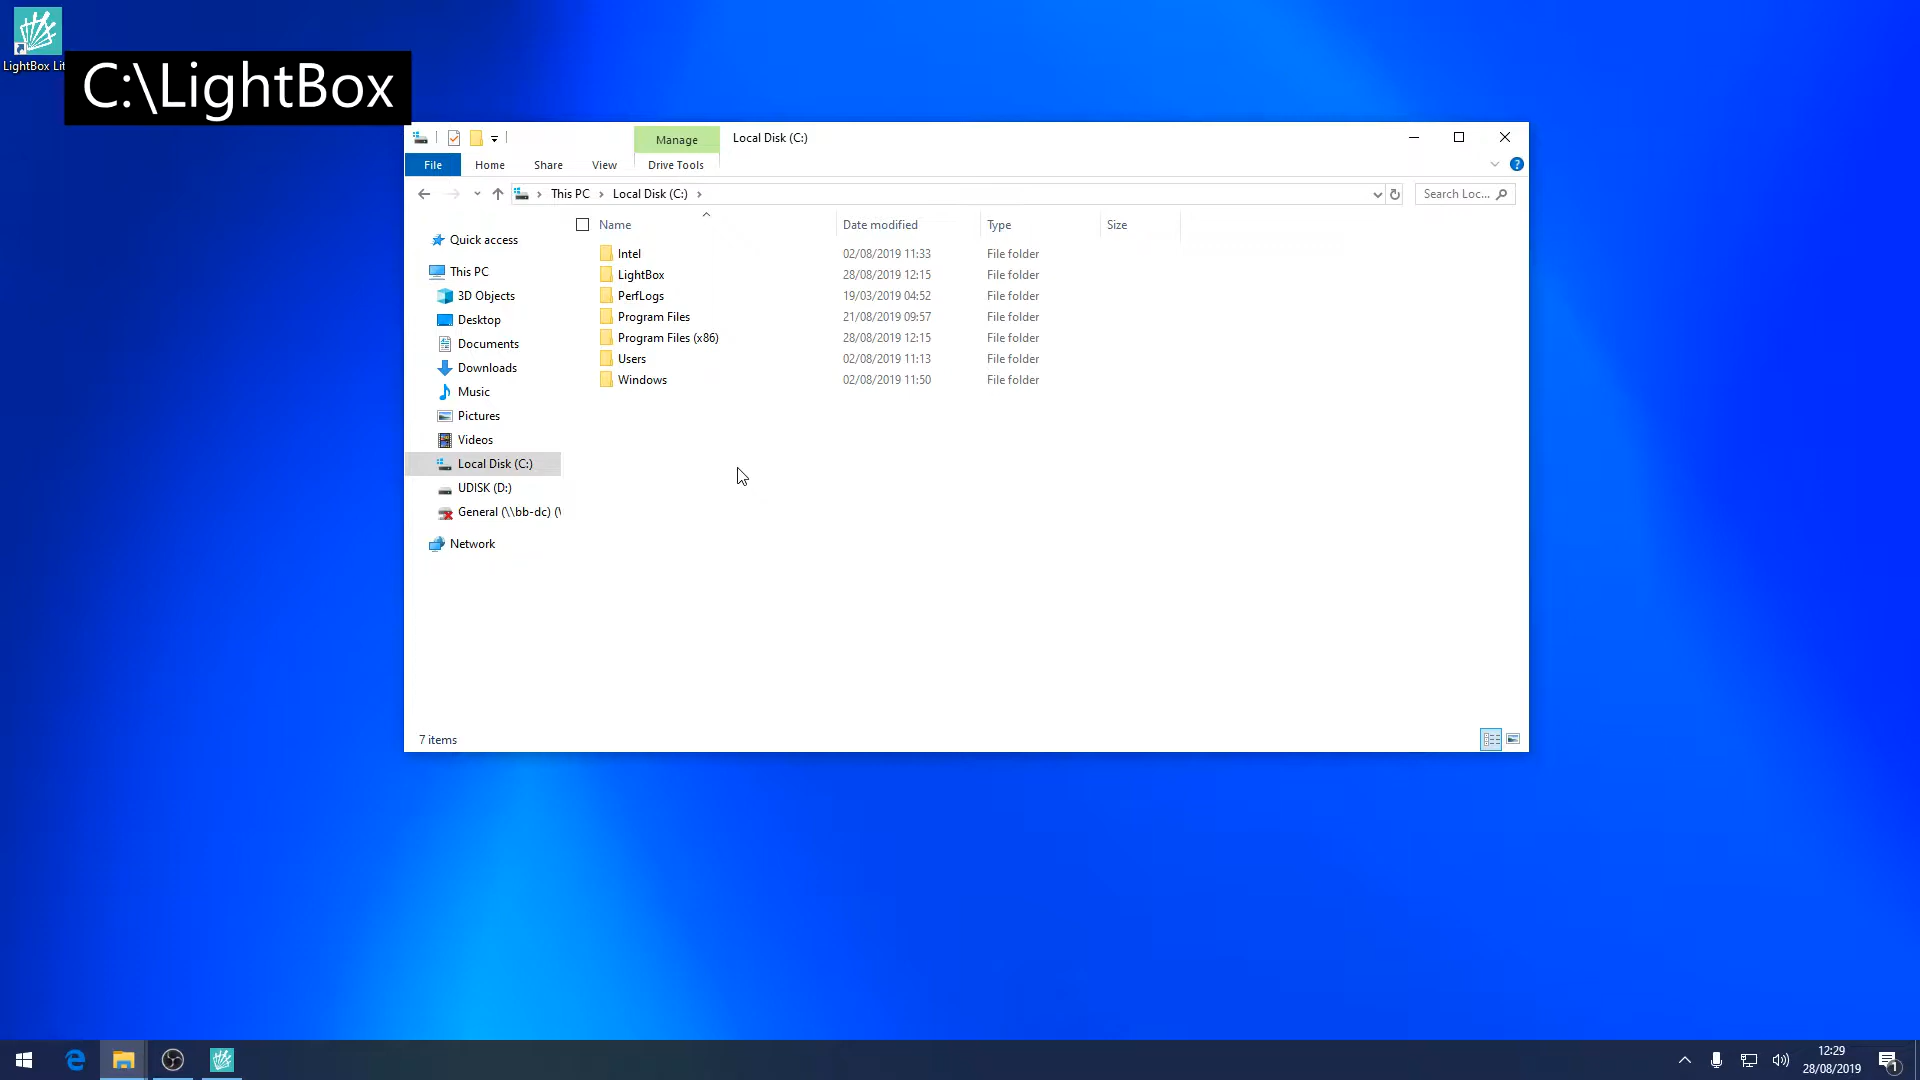 LightBox Lit
C:\LightBox
Manage
Local Disk (C:)
File
Home
Share
View
Drive Tools
This PC
Local Disk (C:)
Search Loc...
Name
Date modified
Type
Size
Quick access
This PC
3D Objects
Desktop
Documents
Downloads
Music
Pictures
Videos
Local Disk (C:)
UDISK (D:)
General (\\bb-dc) (\
Network
Intel 02/08/2019 11:33 File folder
LightBox 28/08/2019 12:15 File folder
PerfLogs 19/03/2019 04:52 File folder
Program Files 21/08/2019 09:57 File folder
Program Files (x86) 28/08/2019 12:15 File folder
Users 02/08/2019 11:13 File folder
Windows 02/08/2019 11:50 File folder
7 items
12:29
28/08/2019
1